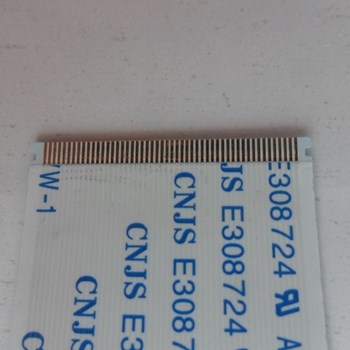 W-1
C
CNJS
CNJS E3
CNJS E3087
JS E308724
E308724 A